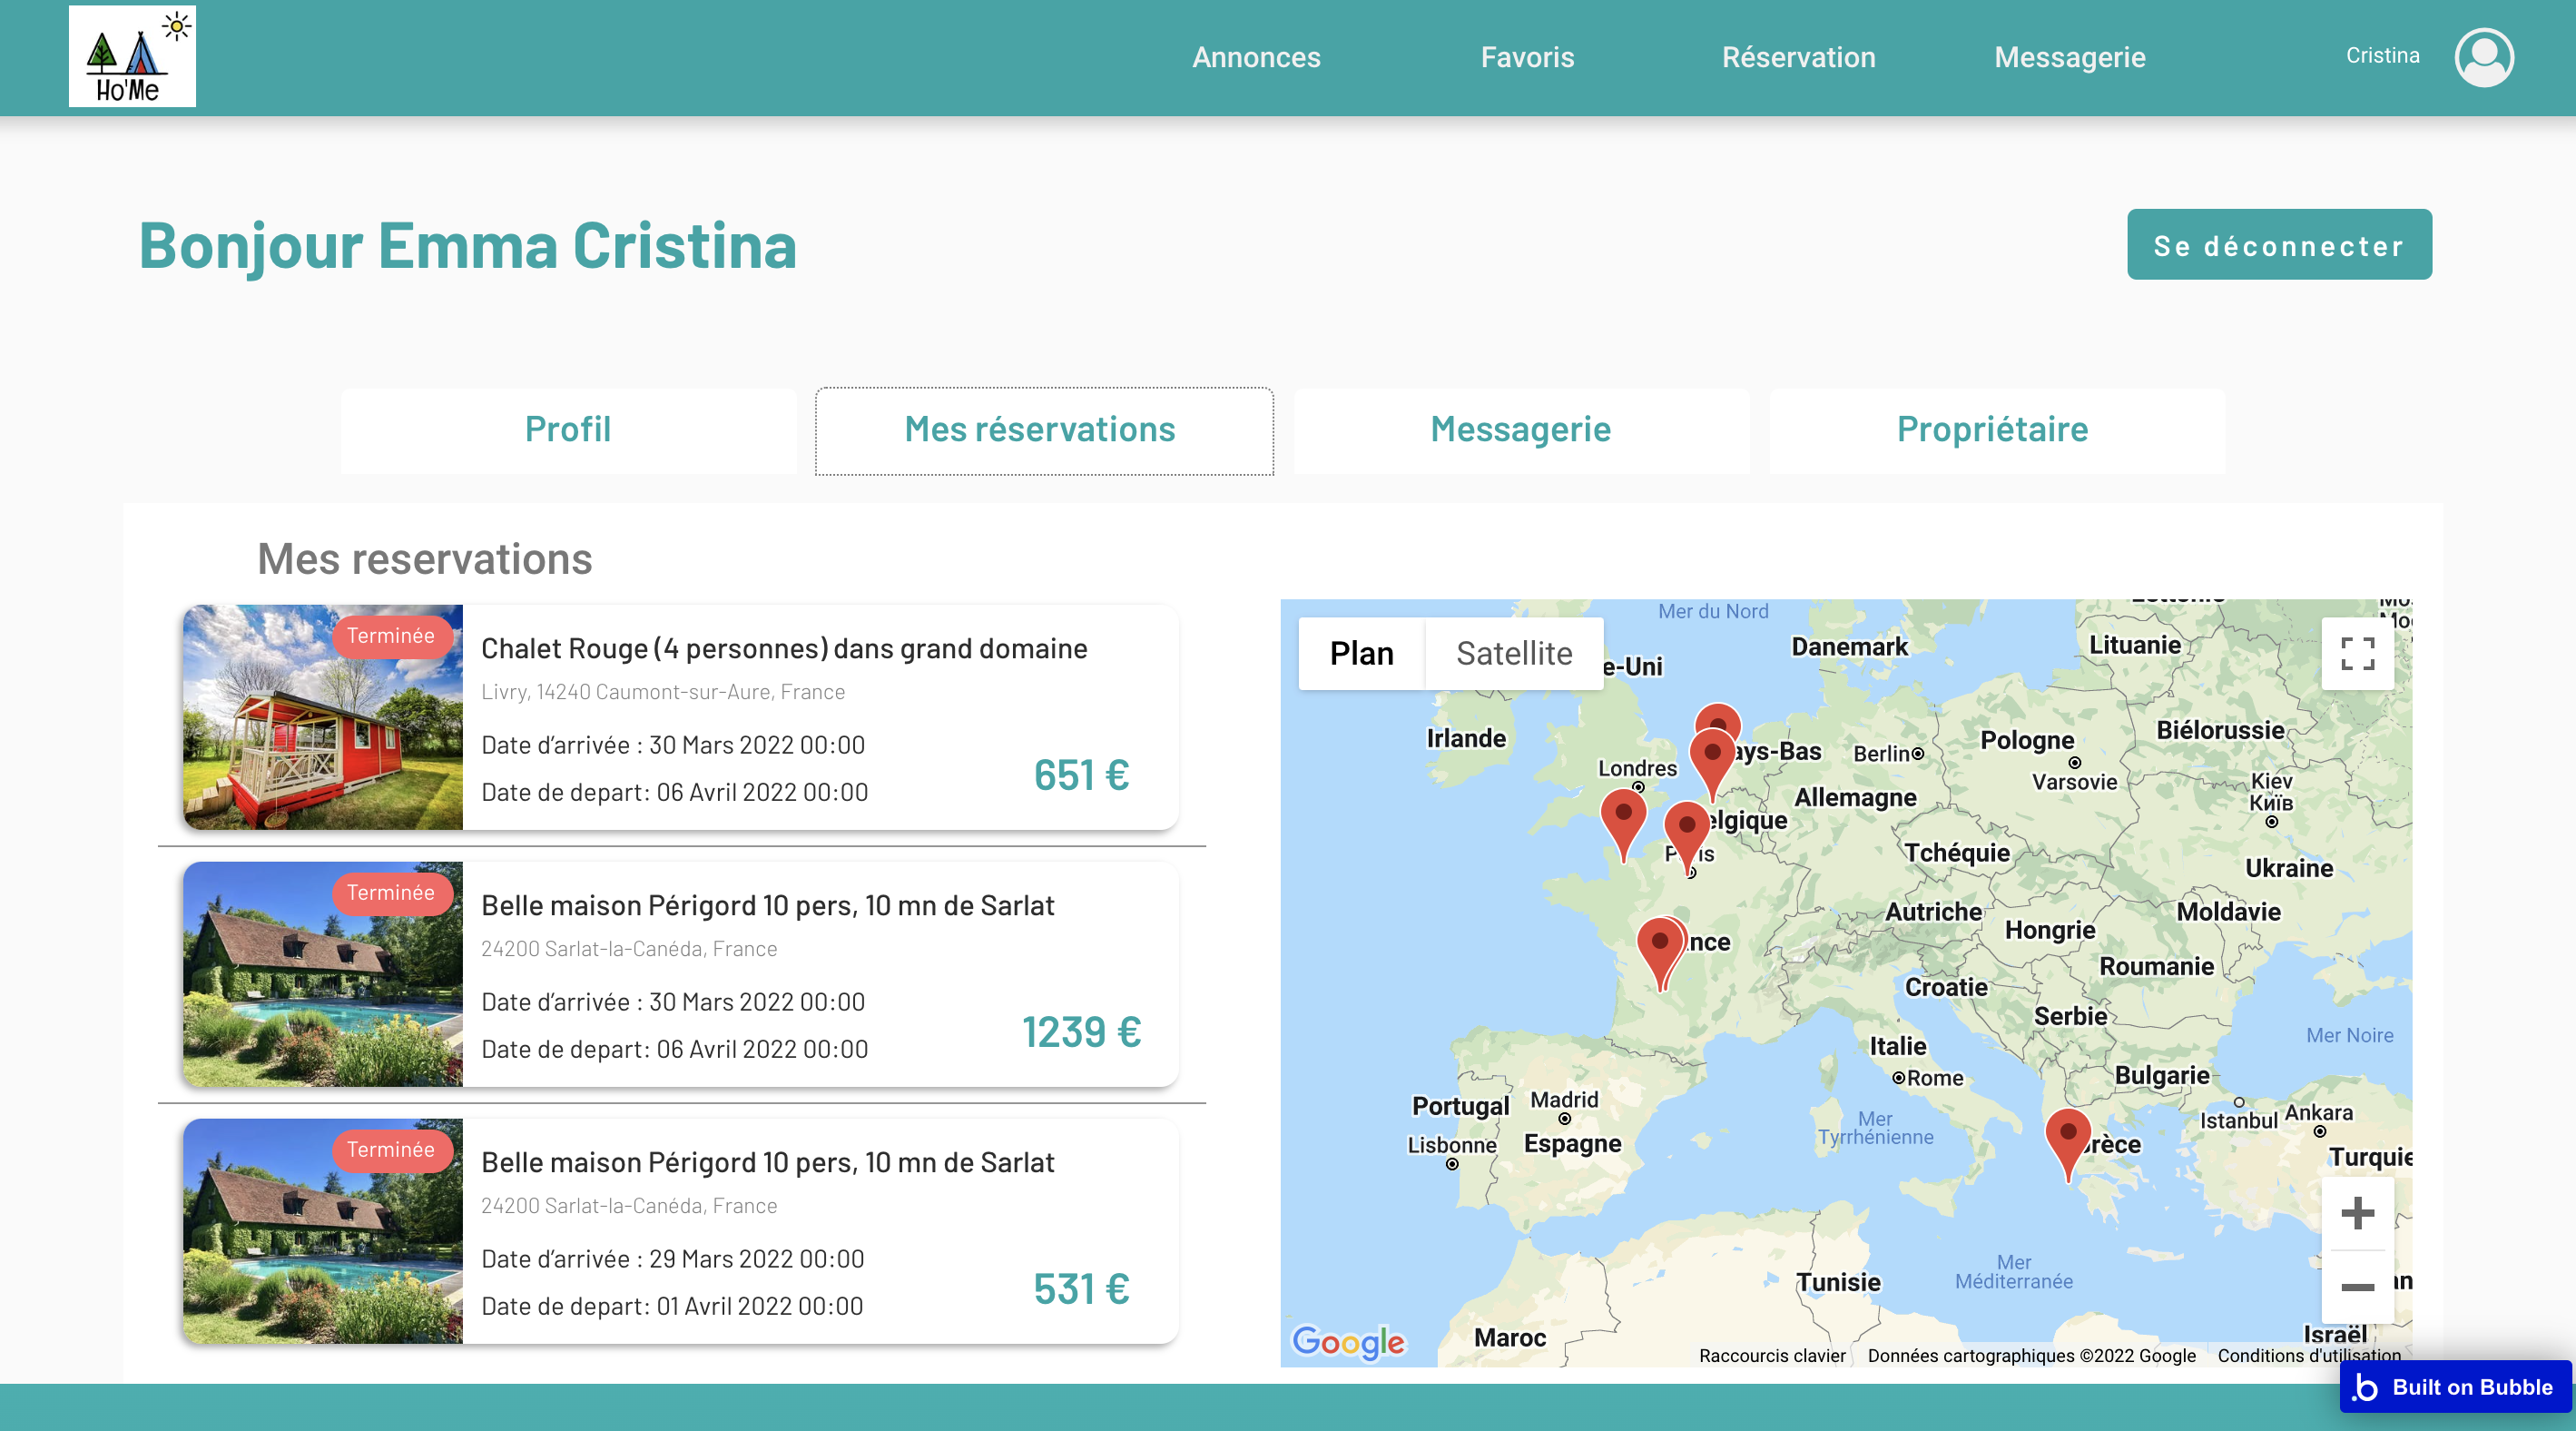 Ho'Me
Annonces
Favoris
Réservation
Messagerie
Cristina
Bonjour Emma Cristina
Se déconnecter
Profil
Mes réservations
Messagerie
Propriétaire
Mes reservations
Terminée
Chalet Rouge (4 personnes) dans grand domaine
Livry, 14240 Caumont-sur-Aure, France
Date d'arrivée : 30 Mars 2022 00:00
Date de depart: 06 Avril 2022 00:00
651 €
Terminée
Belle maison Périgord 10 pers, 10 mn de Sarlat
24200 Sarlat-la-Canéda, France
Date d'arrivée : 30 Mars 2022 00:00
Date de depart: 06 Avril 2022 00:00
1239 €
Terminée
Belle maison Périgord 10 pers, 10 mn de Sarlat
24200 Sarlat-la-Canéda, France
Date d'arrivée : 29 Mars 2022 00:00
Date de depart: 01 Avril 2022 00:00
531 €
Plan
Satellite
Mer du Nord
e-Uni
Danemark
Lituanie
Irlande
Biélorussie
Pologne
ays-Bas
Berlin
Londres
Varsovie
Kiev
Київ
Allemagne
elgique
Tchéquie
Ukraine
Autriche
Moldavie
Hongrie
nce
Roumanie
Croatie
Serbie
Mer Noire
Italie
Rome
Bulgarie
Madrid
Portugal
Espagne
Lisbonne
Mer
Tyrrhénienne
Istanbul
Ankara
rèce
Turquie
Mer
Méditerranée
Tunisie
Maroc
Israël
Google
Raccourcis clavier
Données cartographiques ©2022 Google
Conditions d'utilisation
Built on Bubble